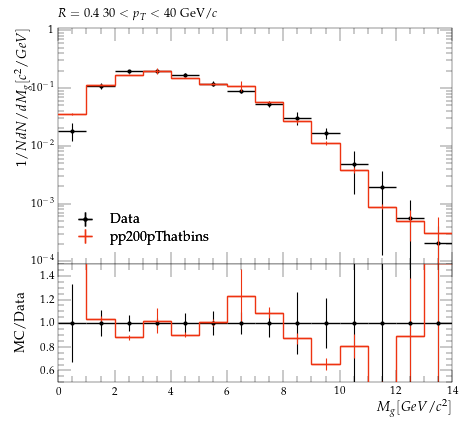 R = 0.4 30 < p_T < 40 GeV/c
1/N dN/dM_g[c^2/GeV]
1
10^-1
10^-2
10^-3
10^-4
Data
pp200pThatbins
MC/Data
1.4
1.2
1.0
0.8
0.6
0 2 4 6 8 10 12 14
M_g[GeV/c^2]